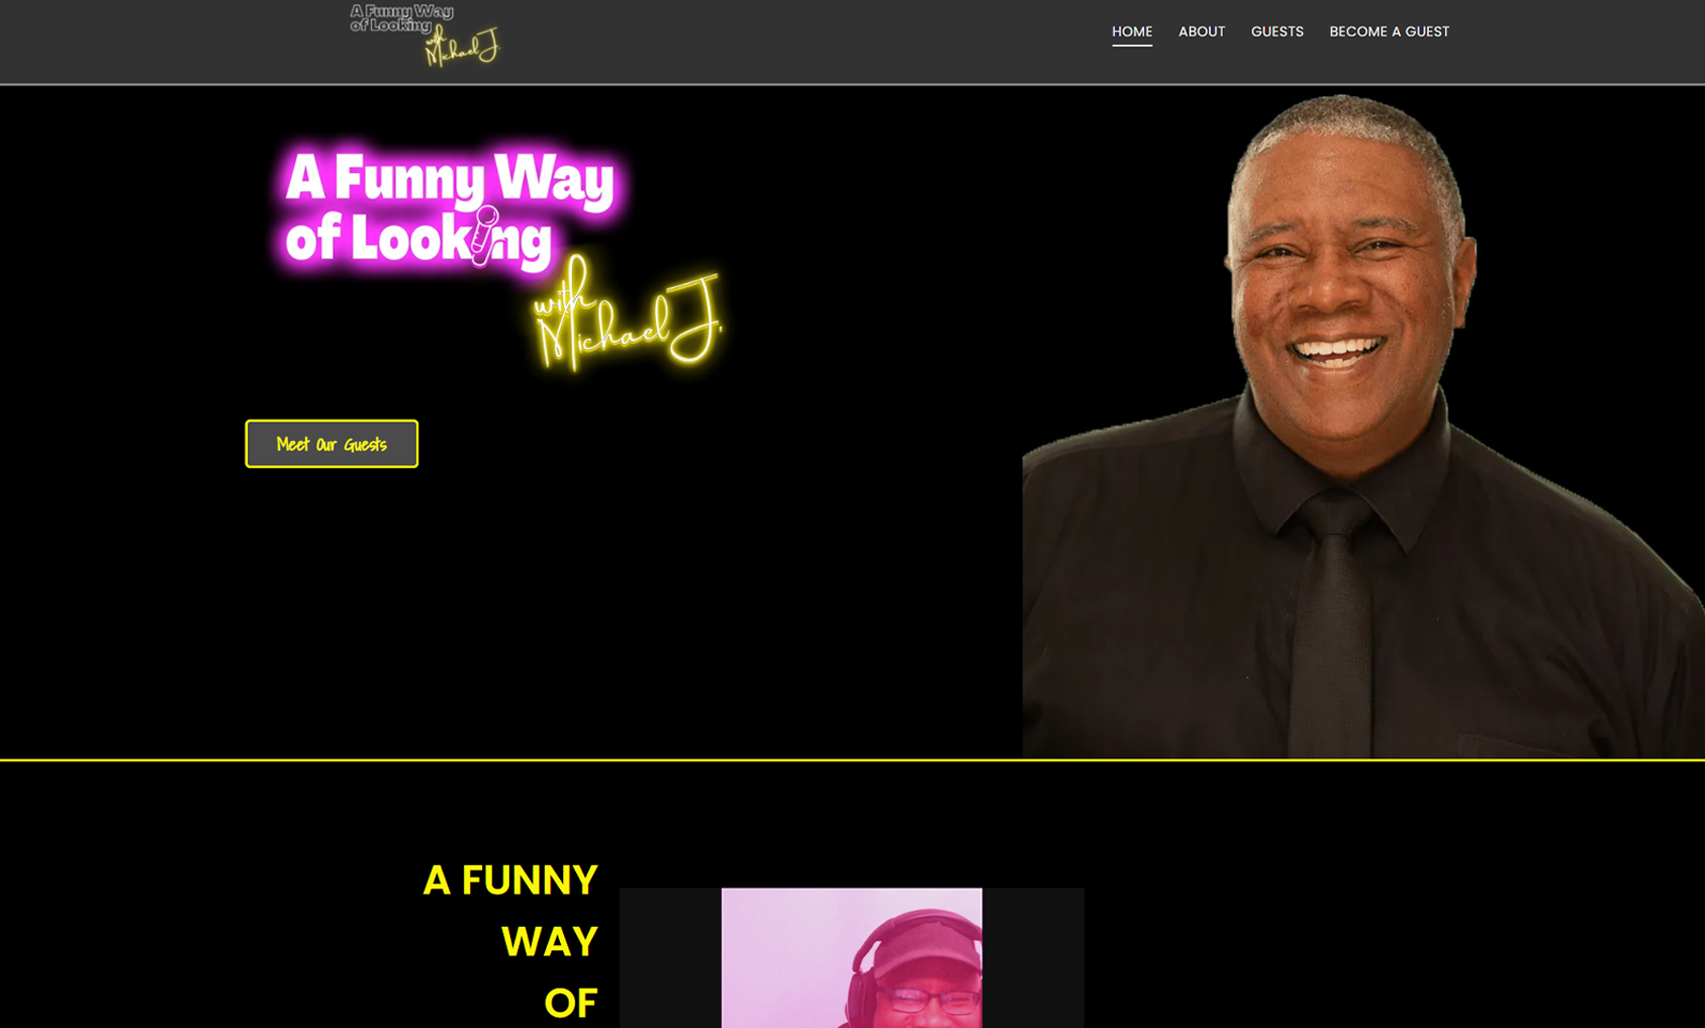 A Funny Way
of Looking
with
Michael J.
HOME ABOUT GUESTS BECOME A GUEST
A Funny Way
of Looking
with
Michael J.
Meet Our Guests
A FUNNY
WAY
OF